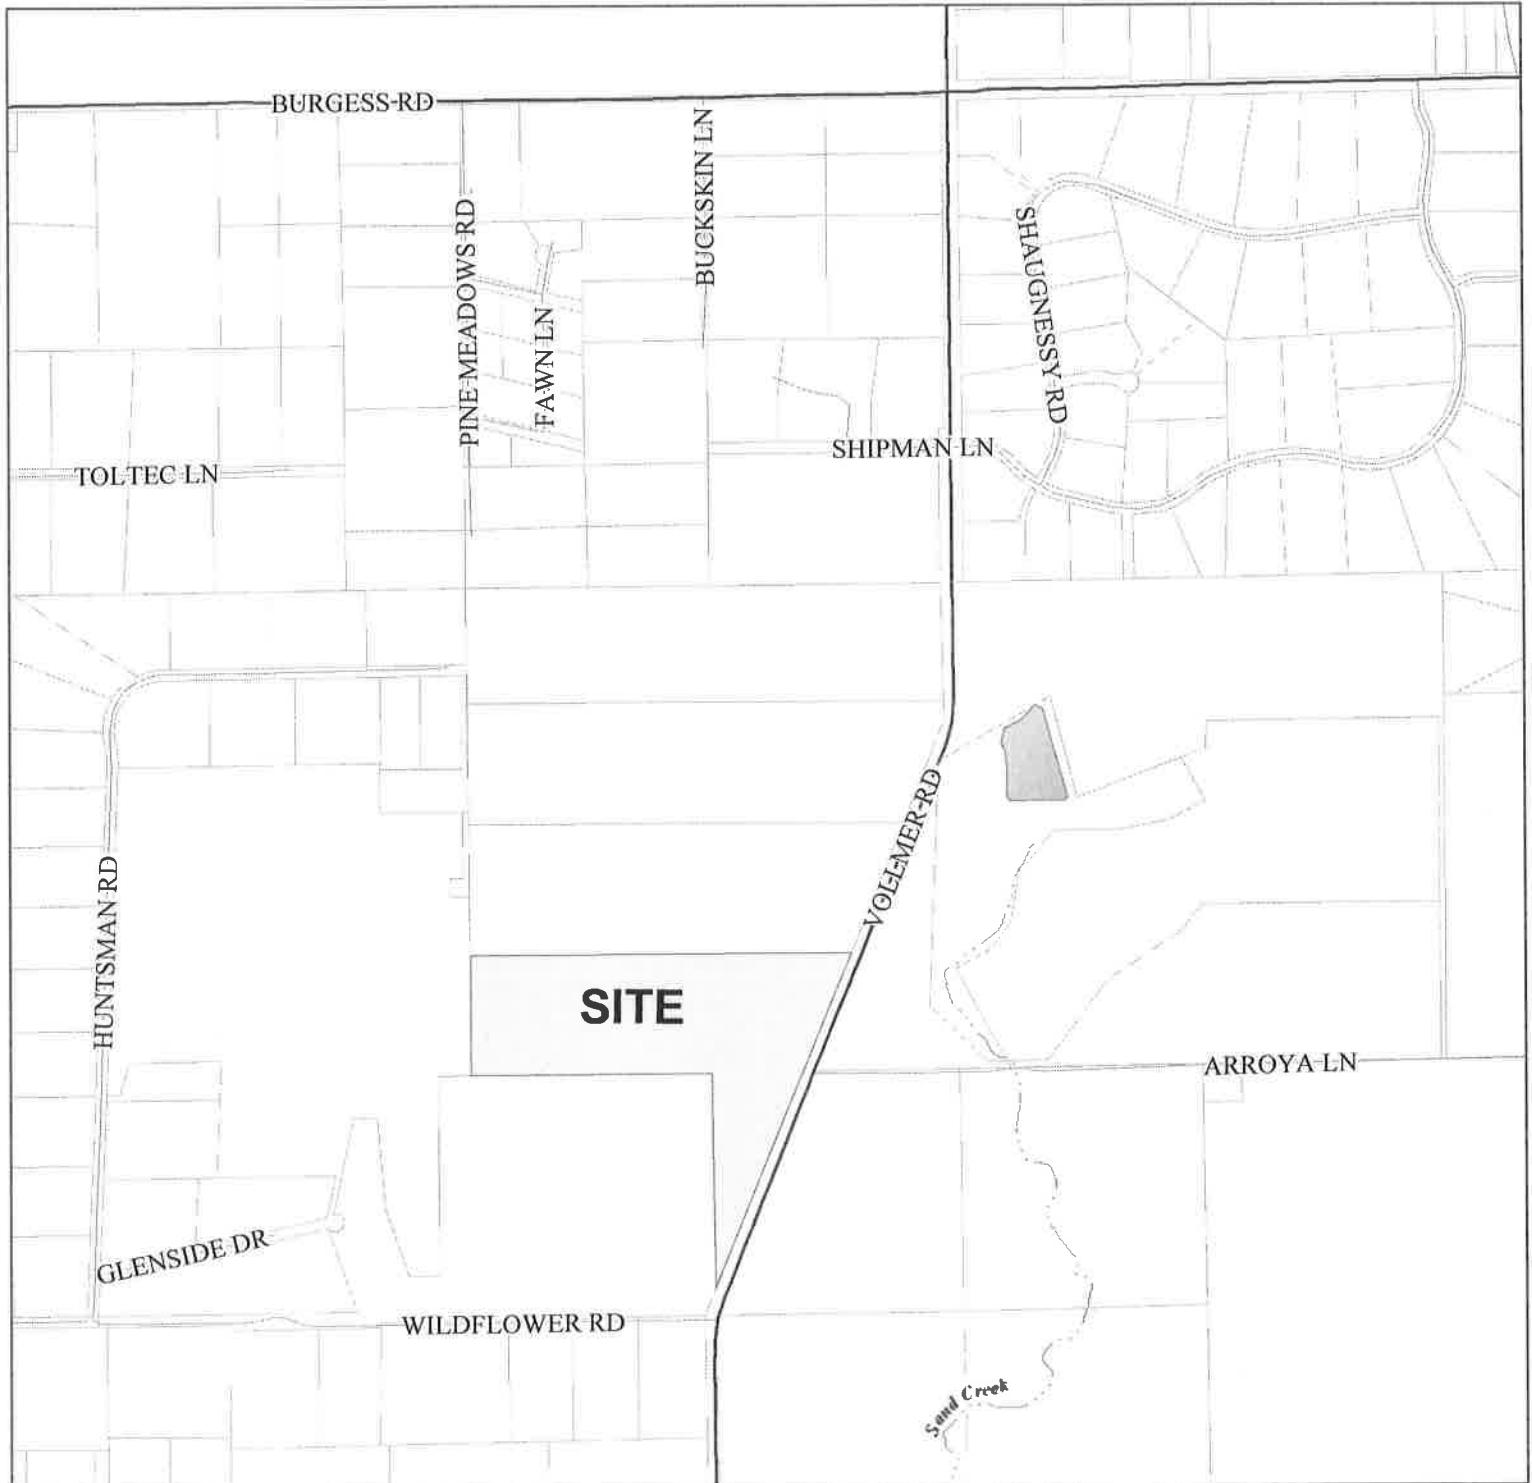 BURGESS RD
BUCKSKIN LN
PINE MEADOWS RD
SHAUGNESSY RD
FAWN LN
SHIPMAN LN
TOLTEC LN
VOLLMER RD
HUNTSMAN RD
SITE
ARROYA LN
GLENSIDE DR
WILDFLOWER RD
Sand Creek